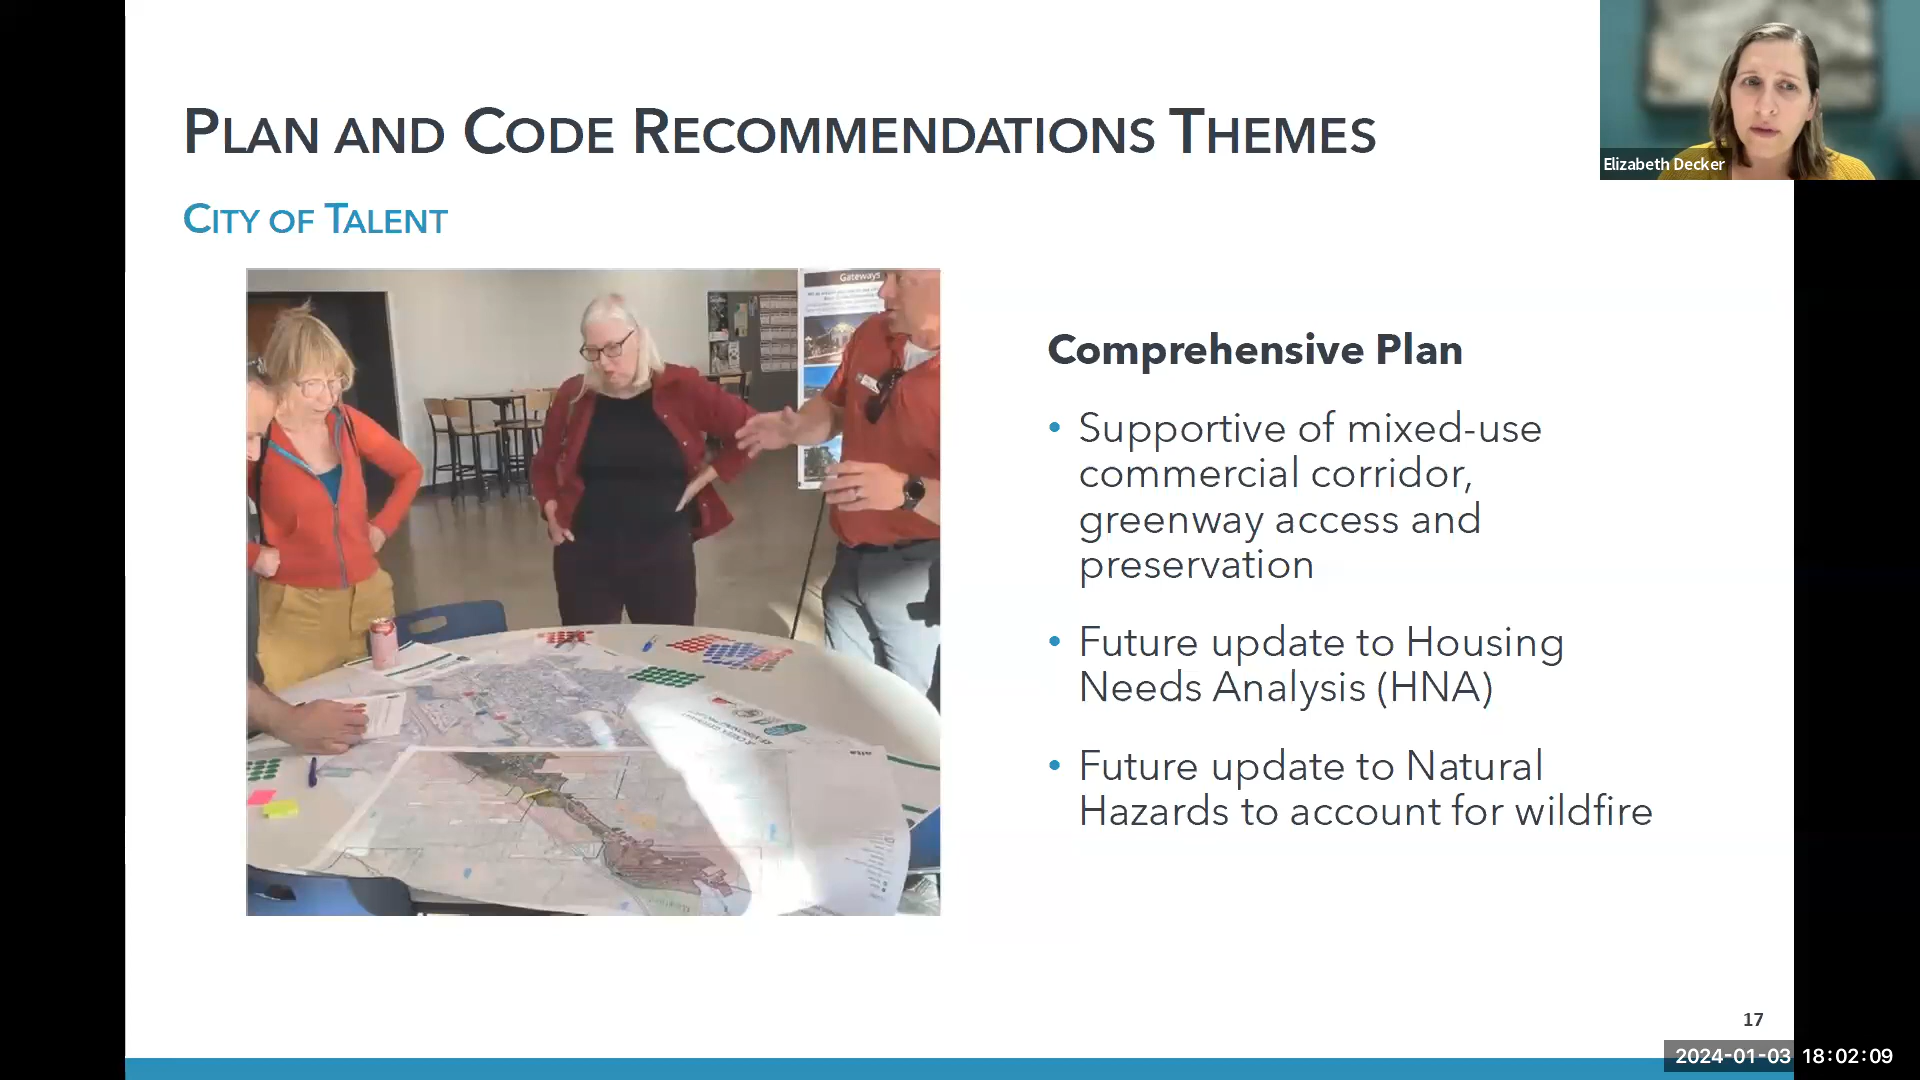 PLAN AND CODE RECOMMENDATIONS THEMES
Elizabeth Decker
CITY OF TALENT
Gateways
Comprehensive Plan
• Supportive of mixed-use
commercial corridor,
greenway access and
preservation
• Future update to Housing
Needs Analysis (HNA)
• Future update to Natural
Hazards to account for wildfire
17
2024-01-03 18:02:09